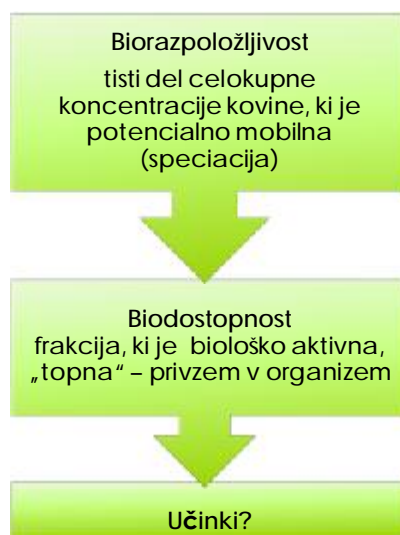 Biorazpoložljivost
tisti del celokupne
koncentracije kovine, ki je
potencialno mobilna
(speciacija)
Biodostopnost
frakcija, ki je biološko aktivna,
„topna“ – privzem v organizem
Učinki?